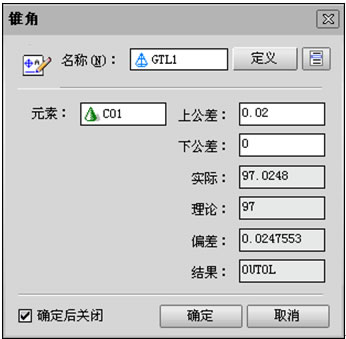 锥角
名称(N)： GTL1 定义
元素： C01 上公差： 0.02
下公差： 0
实际： 97.0248
理论： 97
偏差： 0.0247553
结果： OUTOL
确定后关闭 确定 取消